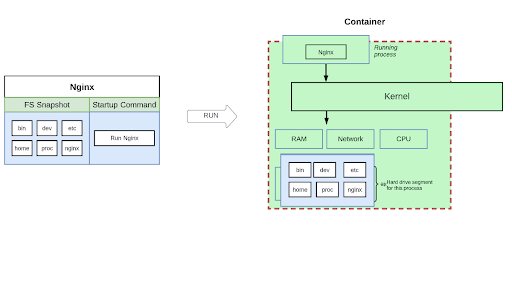 Container
Nginx
Running
process
Nginx
FS Snapshot
Startup Command
Kernel
RUN
bin
dev
etc
Run Nginx
home
proc
nginx
RAM
Network
CPU
bin
dev
etc
home
proc
nginx
Hard drive segment
for this process